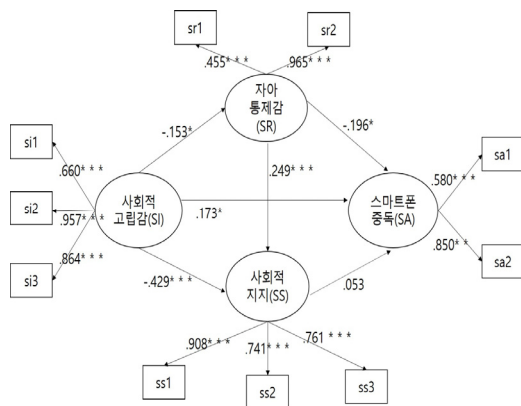 sr1
sr2
.455***
.965***
자아
통제감
(SR)
-.153*
-.196*
si1
.660***
.249***
sa1
.580***
si2
.957***
사회적
고립감(SI)
.173*
스마트폰
중독(SA)
si3
.864***
.850**
sa2
-.429***
사회적
지지(SS)
.053
.908***
.741***
.761***
ss1
ss2
ss3